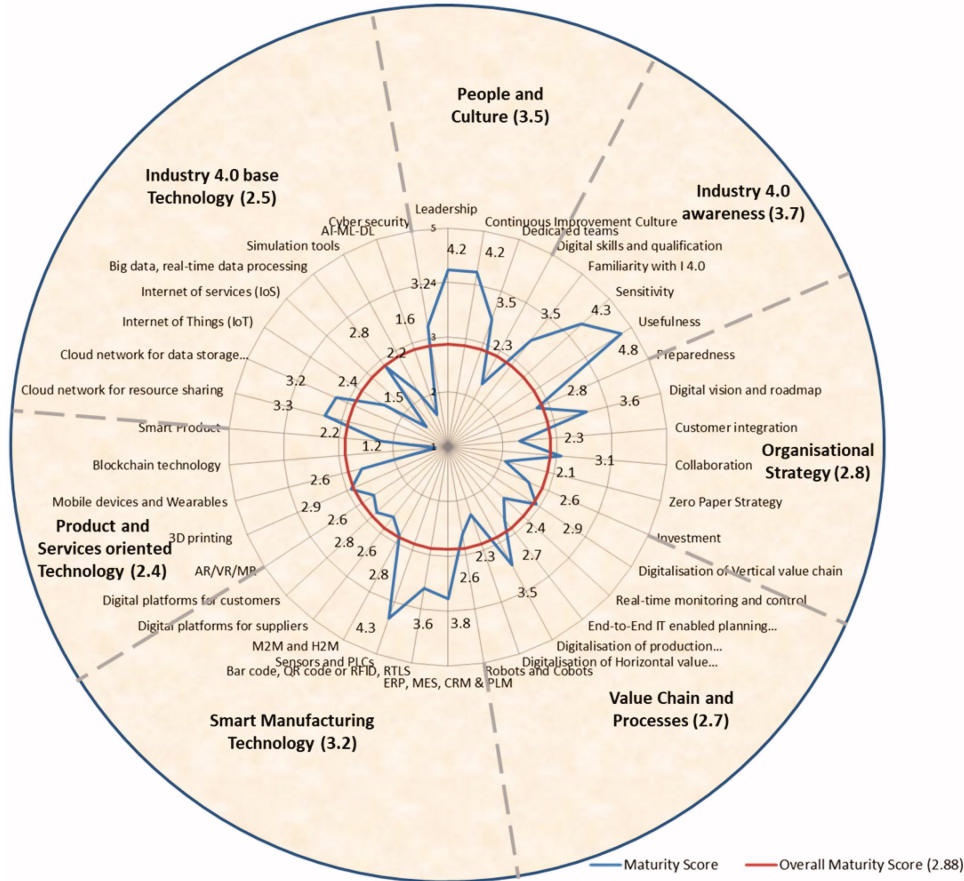 People and
Culture (3.5)
Industry 4.0 base
Technology (2.5)
Industry 4.0
awareness (3.7)
Organisational
Strategy (2.8)
Value Chain and
Processes (2.7)
Smart Manufacturing
Technology (3.2)
Product and
Services oriented
Technology (2.4)
Leadership
Continuous Improvement Culture
Dedicated teams
Digital skills and qualification
Familiarity with I 4.0
Sensitivity
Usefulness
Preparedness
Digital vision and roadmap
Customer integration
Collaboration
Zero Paper Strategy
Investment
Digitalisation of Vertical value chain
Real-time monitoring and control
End-to-End IT enabled planning...
Digitalisation of production...
Digitalisation of Horizontal value...
Robots and Cobots
ERP, MES, CRM & PLM
Bar code, QR code or RFID, RTLS
Sensors and PLCs
M2M and H2M
Digital platforms for suppliers
Digital platforms for customers
AR/VR/MR
3D printing
Mobile devices and Wearables
Blockchain technology
Smart Product
Cloud network for resource sharing
Cloud network for data storage...
Internet of Things (IoT)
Internet of services (IoS)
Big data, real-time data processing
Simulation tools
AI-ML-DL
Cyber security
5
4
3
2
1
4.2
4.2
3.5
2.3
3.5
4.3
4.8
2.8
3.6
2.3
3.1
2.1
2.6
2.9
2.4
2.7
3.5
2.3
2.6
3.8
3.6
4.3
2.8
2.6
2.8
2.6
2.9
2.6
1.2
2.2
3.3
3.2
2.4
1.5
2.8
2.2
1.6
3.2
Maturity Score
Overall Maturity Score (2.88)